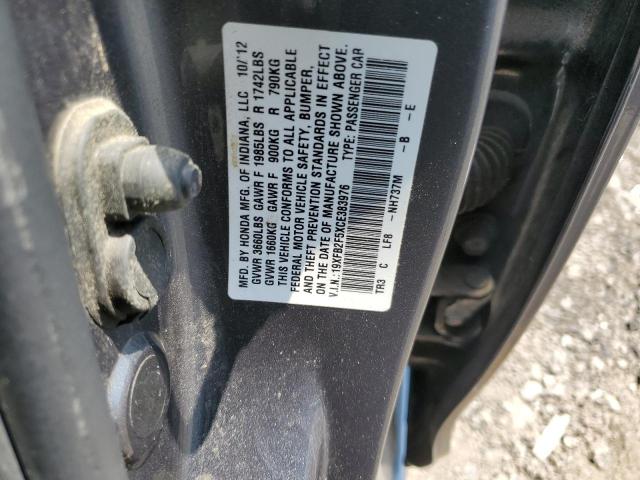 MFD. BY HONDA MFG. OF INDIANA, LLC 10/12
GVWR 3660LBS GAWR F 1985LBS R 1742LBS
GVWR 1660KG GAWR F 900KG R 790KG
THIS VEHICLE CONFORMS TO ALL APPLICABLE
FEDERAL MOTOR VEHICLE SAFETY, BUMPER,
AND THEFT PREVENTION STANDARDS IN EFFECT
ON THE DATE OF MANUFACTURE SHOWN ABOVE.
V.I.N.:19XFB2F5XCE383976 TYPE: PASSENGER CAR
TR3 C LF8 -NH737M -B -E